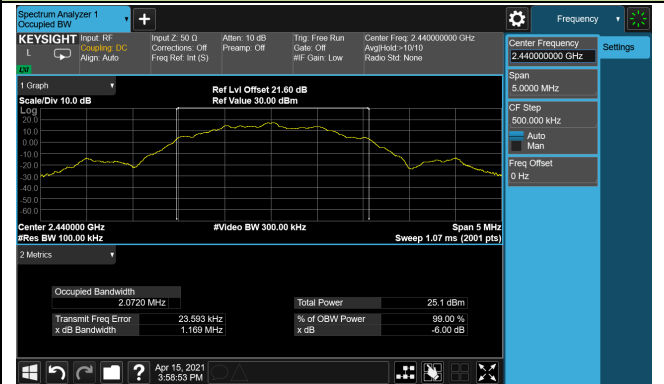 Spectrum Analyzer 1
Occupied BW
+
Frequency
KEYSIGHT
L
LXI
Input: RF
Coupling: DC
Align: Auto
Input Z: 50 Ω
Corrections: Off
Freq Ref: Int (S)
Atten: 10 dB
Preamp: Off
Trig: Free Run
Gate: Off
#IF Gain: Low
Center Freq: 2.440000000 GHz
Avg|Hold:>10/10
Radio Std: None
Center Frequency
2.440000000 GHz
Settings
Span
5.0000 MHz
CF Step
500.000 kHz
Auto
Man
Freq Offset
0 Hz
1 Graph
Scale/Div 10.0 dB
Ref Lvl Offset 21.60 dB
Ref Value 30.00 dBm
Log
20.0
10.0
0.00
-10.0
-20.0
-30.0
-40.0
-50.0
-60.0
Center 2.440000 GHz
#Res BW 100.00 kHz
#Video BW 300.00 kHz
Span 5 MHz
Sweep 1.07 ms (2001 pts)
2 Metrics
Occupied Bandwidth
2.0720 MHz
Total Power 25.1 dBm
Transmit Freq Error 23.593 kHz
% of OBW Power 99.00 %
x dB Bandwidth 1.169 MHz
x dB -6.00 dB
?
Apr 15, 2021
3:58:53 PM